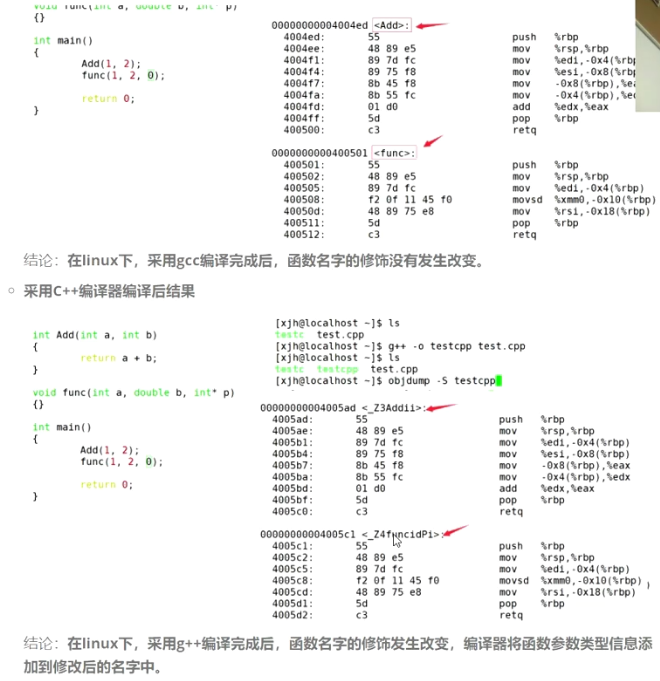 void func(int a, double b, int* p)
{}
int main()
{
Add(1, 2);
func(1, 2, 0);
return 0;
}
00000000004004ed <Add>:
4004ed: 55 push %rbp
4004ee: 48 89 e5 mov %rsp,%rbp
4004f1: 89 7d fc mov %edi,-0x4(%rbp
4004f4: 89 75 f8 mov %esi,-0x8(%rbp
4004f7: 8b 45 f8 mov -0x8(%rbp),%ea
4004fa: 8b 55 fc mov -0x4(%rbp),%ed
4004fd: 01 d0 add %edx,%eax
4004ff: 5d pop %rbp
400500: c3 retq
0000000000400501 <func>:
400501: 55 push %rbp
400502: 48 89 e5 mov %rsp,%rbp
400505: 89 7d fc mov %edi,-0x4(%rbp)
400508: f2 0f 11 45 f0 movsd %xmm0,-0x10(%rbp)
40050d: 48 89 75 e8 mov %rsi,-0x18(%rbp)
400511: 5d pop %rbp
400512: c3 retq
结论：在linux下，采用gcc编译完成后，函数名字的修饰没有发生改变。
采用C++编译器编译后结果
int Add(int a, int b)
{
return a + b;
}
void func(int a, double b, int* p)
{}
int main()
{
Add(1, 2);
func(1, 2, 0);
return 0;
}
[xjh@localhost ~]$ ls
testc test.cpp
[xjh@localhost ~]$ g++ -o testcpp test.cpp
[xjh@localhost ~]$ ls
testc testcpp test.cpp
[xjh@localhost ~]$ objdump -S testcpp
00000000004005ad <_Z3Addii>:
4005ad: 55 push %rbp
4005ae: 48 89 e5 mov %rsp,%rbp
4005b1: 89 7d fc mov %edi,-0x4(%rbp)
4005b4: 89 75 f8 mov %esi,-0x8(%rbp)
4005b7: 8b 45 f8 mov -0x8(%rbp),%eax
4005ba: 8b 55 fc mov -0x4(%rbp),%edx
4005bd: 01 d0 add %edx,%eax
4005bf: 5d pop %rbp
4005c0: c3 retq
00000000004005c1 <_Z4funcidPi>:
4005c1: 55 push %rbp
4005c2: 48 89 e5 mov %rsp,%rbp
4005c5: 89 7d fc mov %edi,-0x4(%rbp)
4005c8: f2 0f 11 45 f0 movsd %xmm0,-0x10(%rbp)
4005cd: 48 89 75 e8 mov %rsi,-0x18(%rbp)
4005d1: 5d pop %rbp
4005d2: c3 retq
结论：在linux下，采用g++编译完成后，函数名字的修饰发生改变，编译器将函数参数类型信息添
加到修改后的名字中。